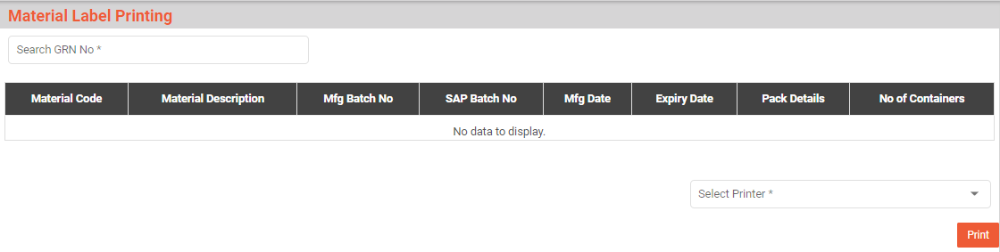 Material Label Printing
Search GRN No *
Material Code Material Description Mfg Batch No SAP Batch No Mfg Date Expiry Date Pack Details No of Containers
No data to display.
Select Printer *
Print